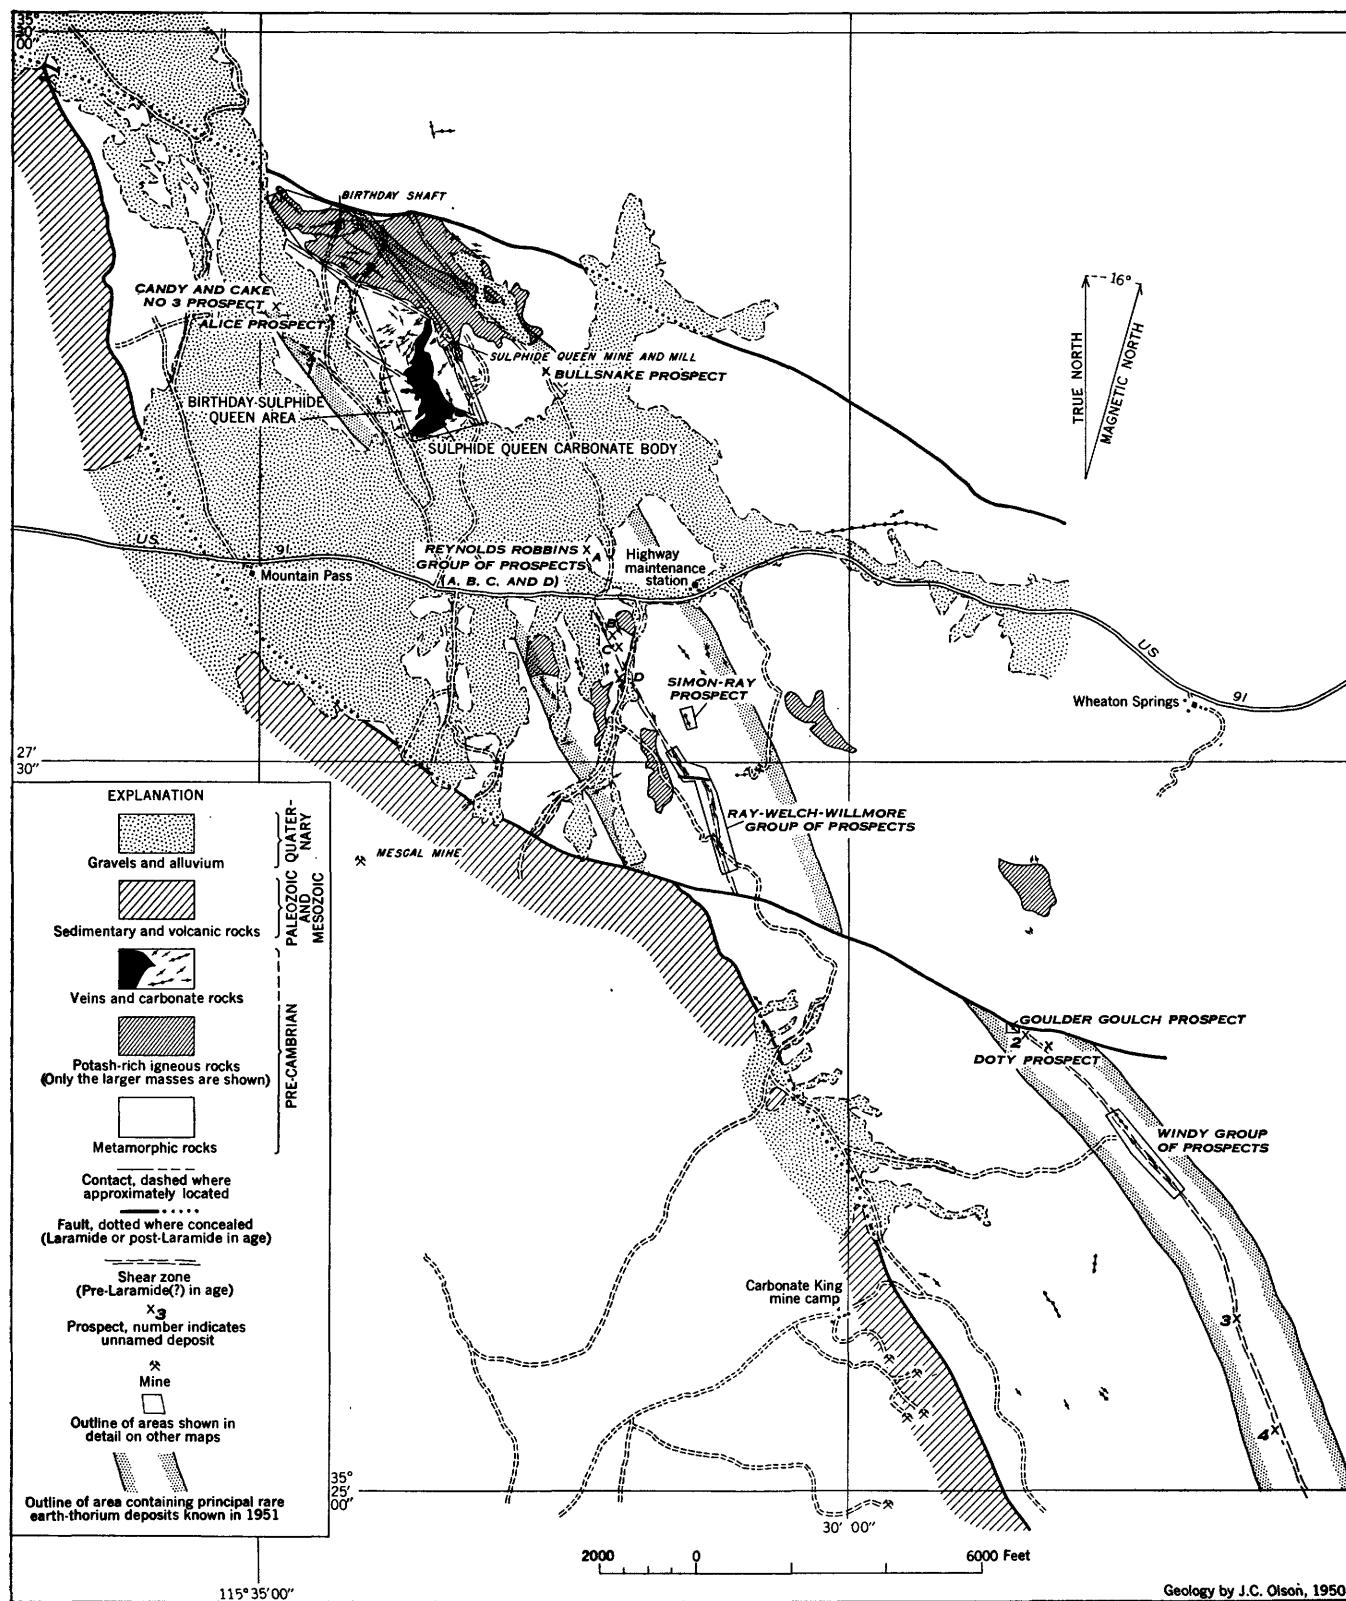 35°
30'
00"
BIRTHDAY SHAFT
CANDY AND CAKE
NO 3 PROSPECT
ALICE PROSPECT
SULPHIDE QUEEN MINE AND MILL
BULLSNAKE PROSPECT
BIRTHDAY-SULPHIDE
QUEEN AREA
SULPHIDE QUEEN CARBONATE BODY
16°
TRUE NORTH
MAGNETIC NORTH
US
91
Mountain Pass
REYNOLDS ROBBINS
GROUP OF PROSPECTS
(A, B, C, AND D)
A
Highway
maintenance
station
B
C
D
SIMON-RAY
PROSPECT
US
91
Wheaton Springs
27'
30"
RAY-WELCH-WILLMORE
GROUP OF PROSPECTS
MESCAL MINE
GOULDER GOULCH PROSPECT
2
DOTY PROSPECT
WINDY GROUP
OF PROSPECTS
Carbonate King
mine camp
3
4
EXPLANATION
Gravels and alluvium
QUATER-
NARY
Sedimentary and volcanic rocks
PALEOZOIC
AND
MESOZOIC
Veins and carbonate rocks
Potash-rich igneous rocks
(Only the larger masses are shown)
Metamorphic rocks
PRE-CAMBRIAN
Contact, dashed where
approximately located
Fault, dotted where concealed
(Laramide or post-Laramide in age)
Shear zone
(Pre-Laramide(?) in age)
x3
Prospect, number indicates
unnamed deposit
Mine
Outline of areas shown in
detail on other maps
Outline of area containing principal rare
earth-thorium deposits known in 1951
35°
25'
00"
30' 00"
115° 35' 00"
2000 0 6000 Feet
Geology by J.C. Olson, 1950